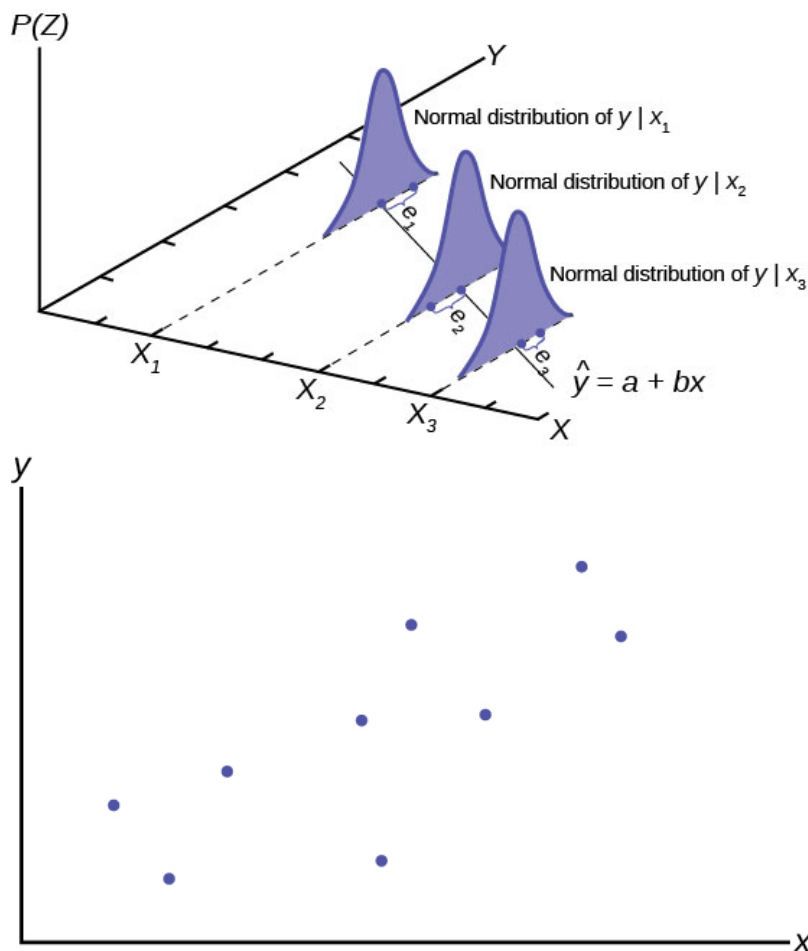 P(Z)
Y
Normal distribution of y | x₁
Normal distribution of y | x₂
Normal distribution of y | x₃
e₁
e₂
e₃
X₁
X₂
X₃
X
ŷ = a + bx
y
x